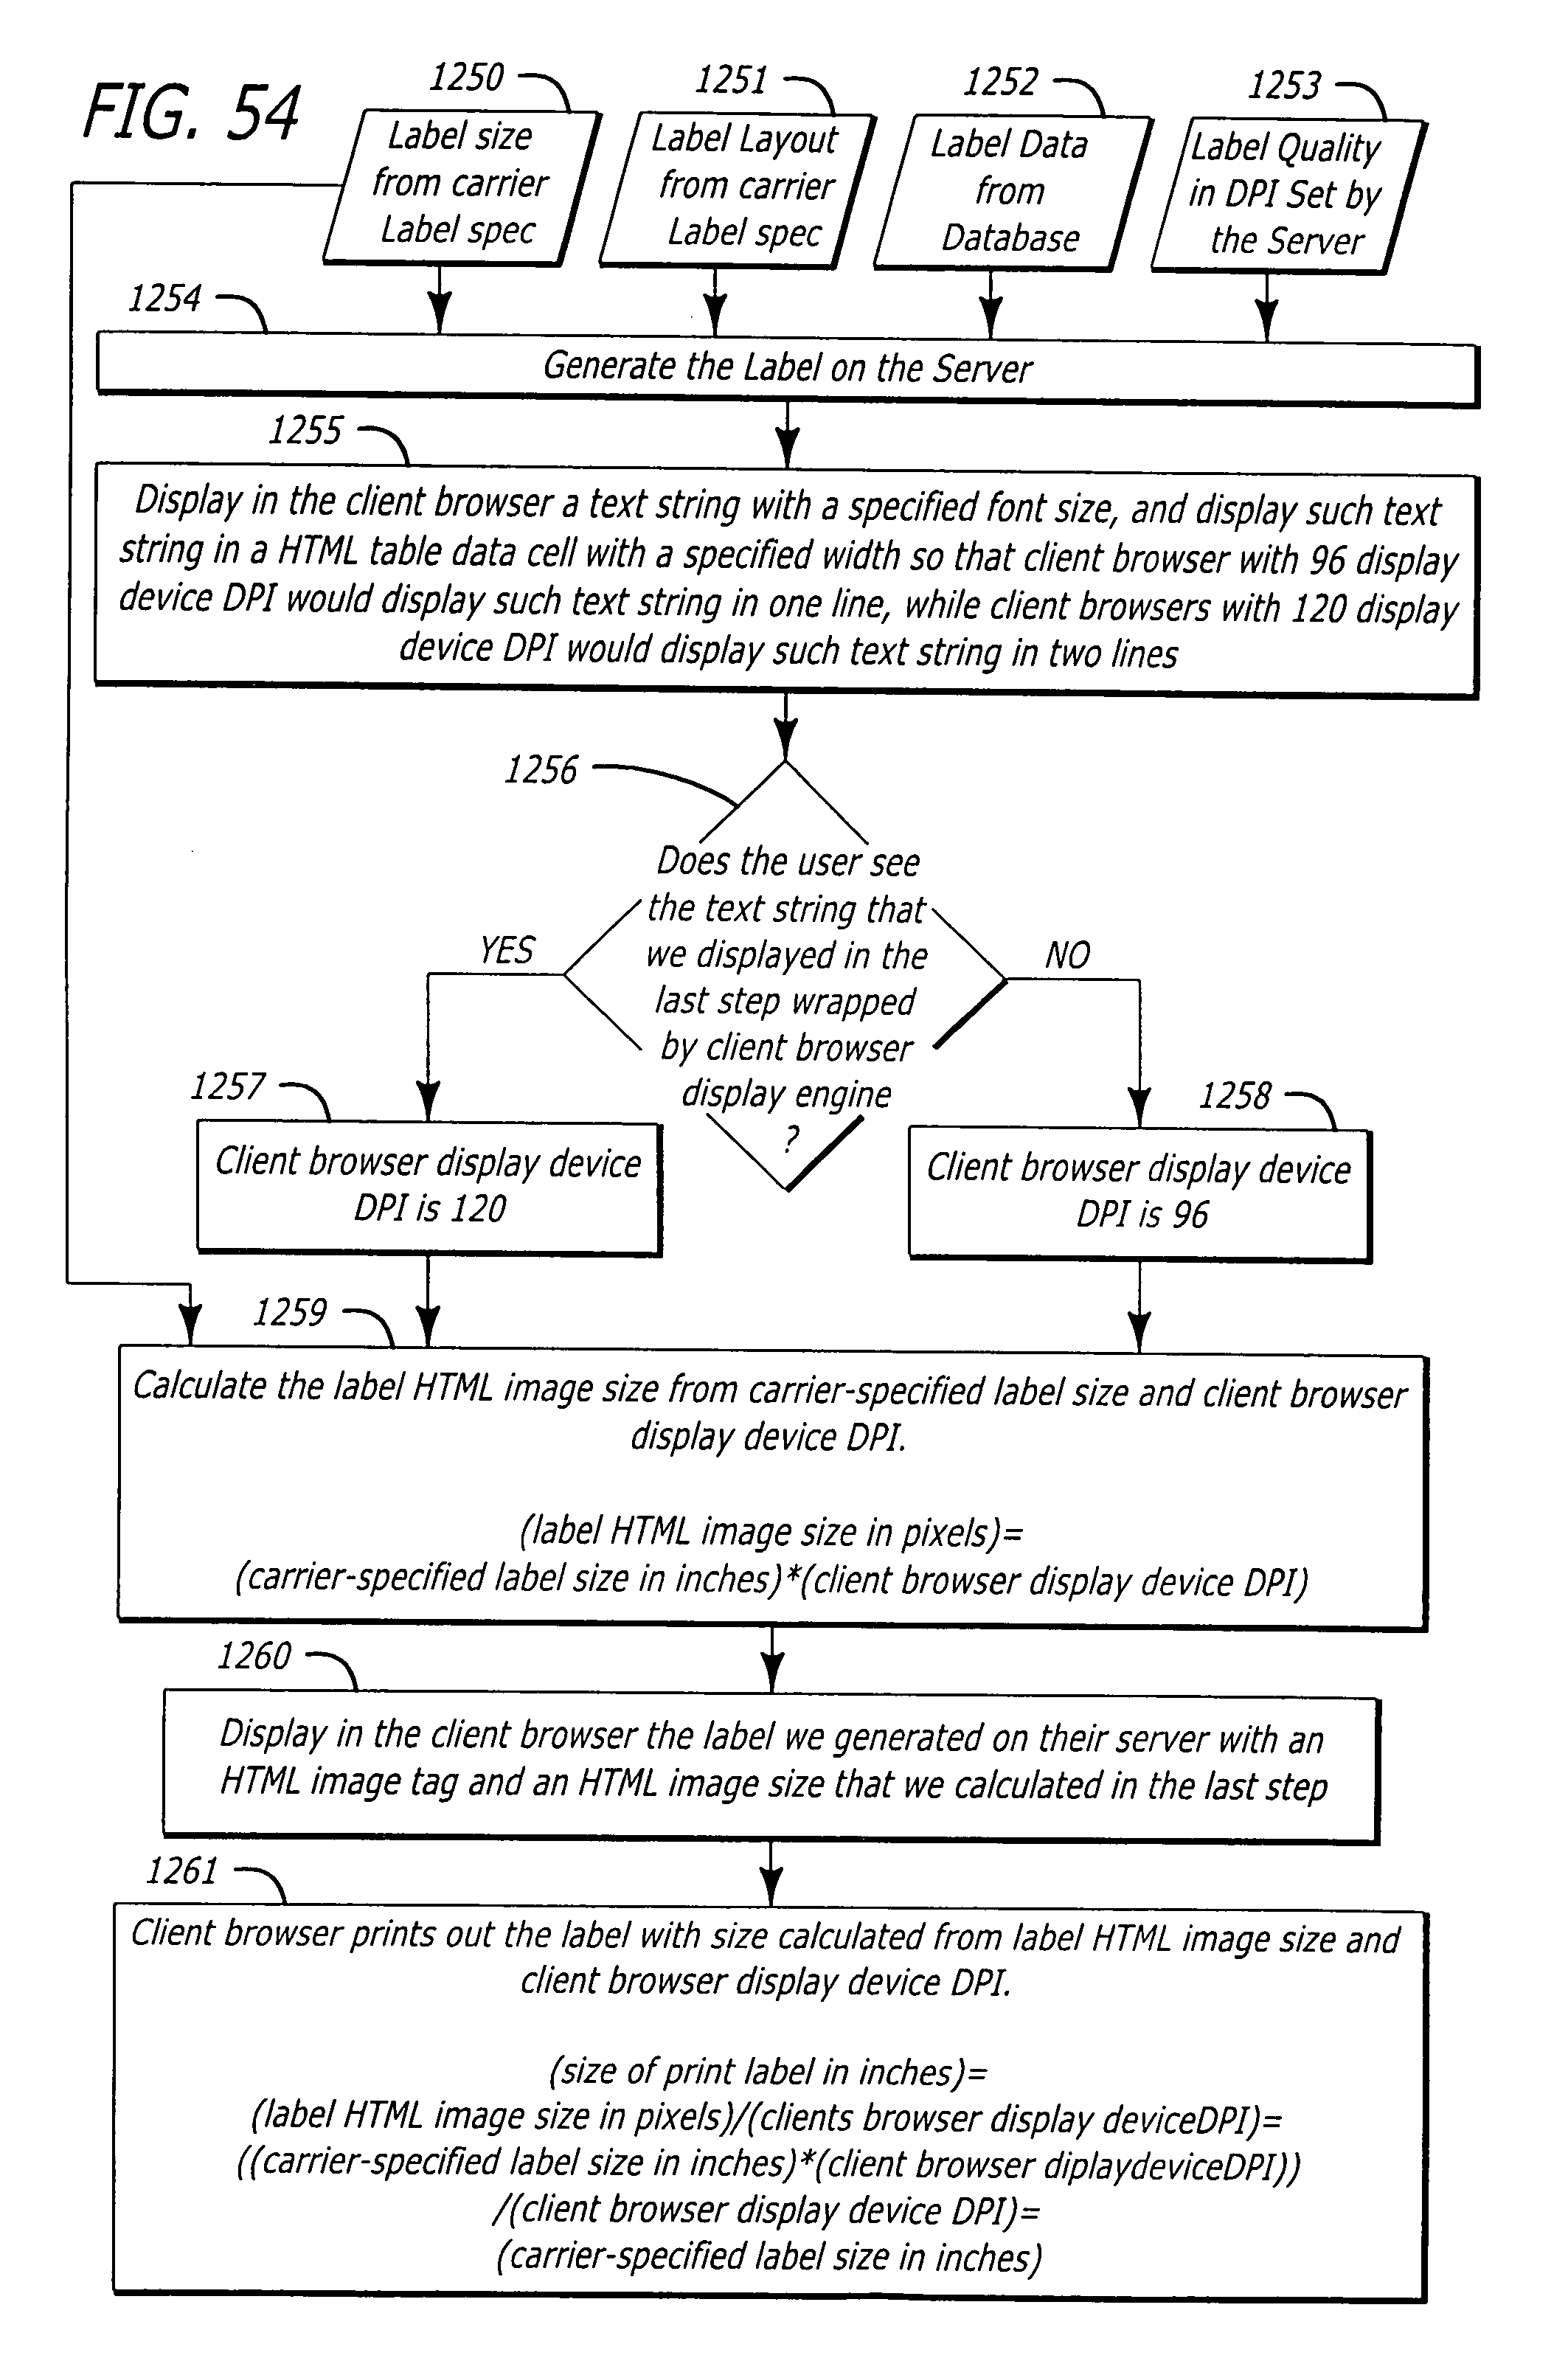 FIG. 54
1250
1251
1252
1253
Label size
from carrier
Label spec
Label Layout
from carrier
Label spec
Label Data
from
Database
Label Quality
in DPI Set by
the Server
1254
Generate the Label on the Server
1255
Display in the client browser a text string with a specified font size, and display such text
string in a HTML table data cell with a specified width so that client browser with 96 display
device DPI would display such text string in one line, while client browsers with 120 display
device DPI would display such text string in two lines
1256
Does the user see
the text string that
we displayed in the
last step wrapped
by client browser
display engine
?
YES
NO
1257
Client browser display device
DPI is 120
1258
Client browser display device
DPI is 96
1259
Calculate the label HTML image size from carrier-specified label size and client browser
display device DPI.
(label HTML image size in pixels)=
(carrier-specified label size in inches)*(client browser display device DPI)
1260
Display in the client browser the label we generated on their server with an
HTML image tag and an HTML image size that we calculated in the last step
1261
Client browser prints out the label with size calculated from label HTML image size and
client browser display device DPI.
(size of print label in inches)=
(label HTML image size in pixels)/(clients browser display deviceDPI)=
((carrier-specified label size in inches)*(client browser diplaydeviceDPI))
/(client browser display device DPI)=
(carrier-specified label size in inches)